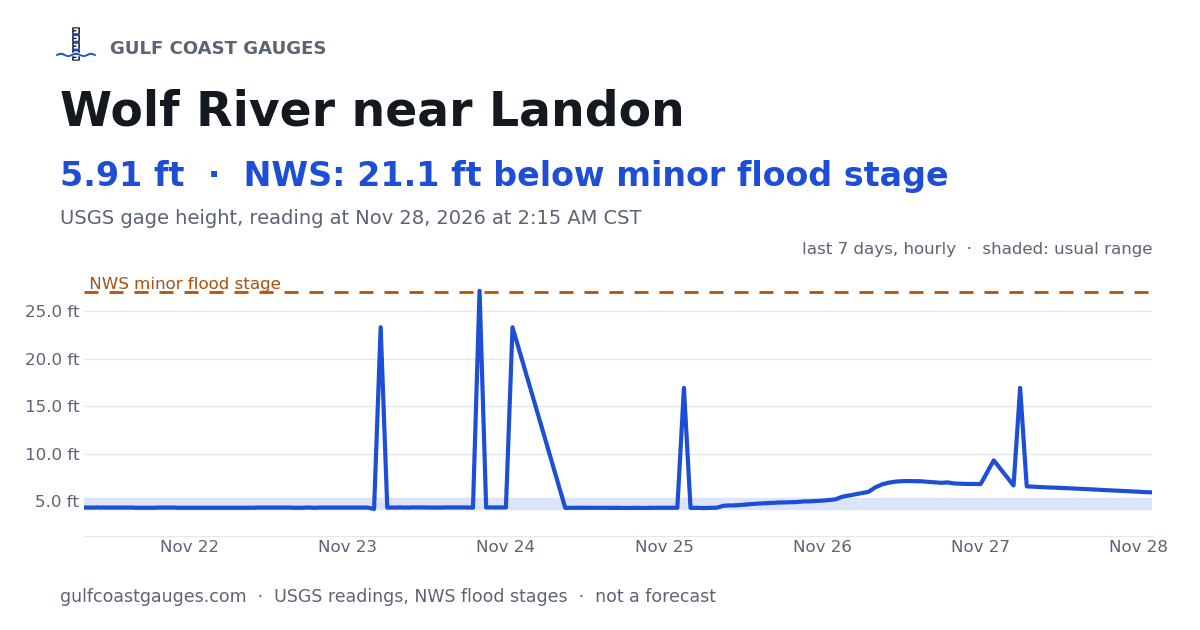 GULF COAST GAUGES
Wolf River near Landon
5.91 ft · NWS: 21.1 ft below minor flood stage
USGS gage height, reading at Nov 28, 2026 at 2:15 AM CST
last 7 days, hourly · shaded: usual range
NWS minor flood stage
25.0 ft
20.0 ft
15.0 ft
10.0 ft
5.0 ft
Nov 22 Nov 23 Nov 24 Nov 25 Nov 26 Nov 27 Nov 28
gulfcoastgauges.com · USGS readings, NWS flood stages · not a forecast